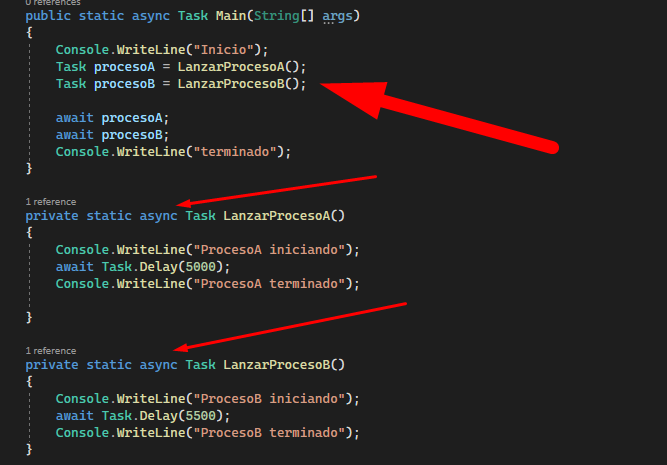 0 references
public static async Task Main(String[] args)
{
Console.WriteLine("Inicio");
Task procesoA = LanzarProcesoA();
Task procesoB = LanzarProcesoB();
await procesoA;
await procesoB;
Console.WriteLine("terminado");
}
1 reference
private static async Task LanzarProcesoA()
{
Console.WriteLine("ProcesoA iniciando");
await Task.Delay(5000);
Console.WriteLine("ProcesoA terminado");
}
1 reference
private static async Task LanzarProcesoB()
{
Console.WriteLine("ProcesoB iniciando");
await Task.Delay(5500);
Console.WriteLine("ProcesoB terminado");
}